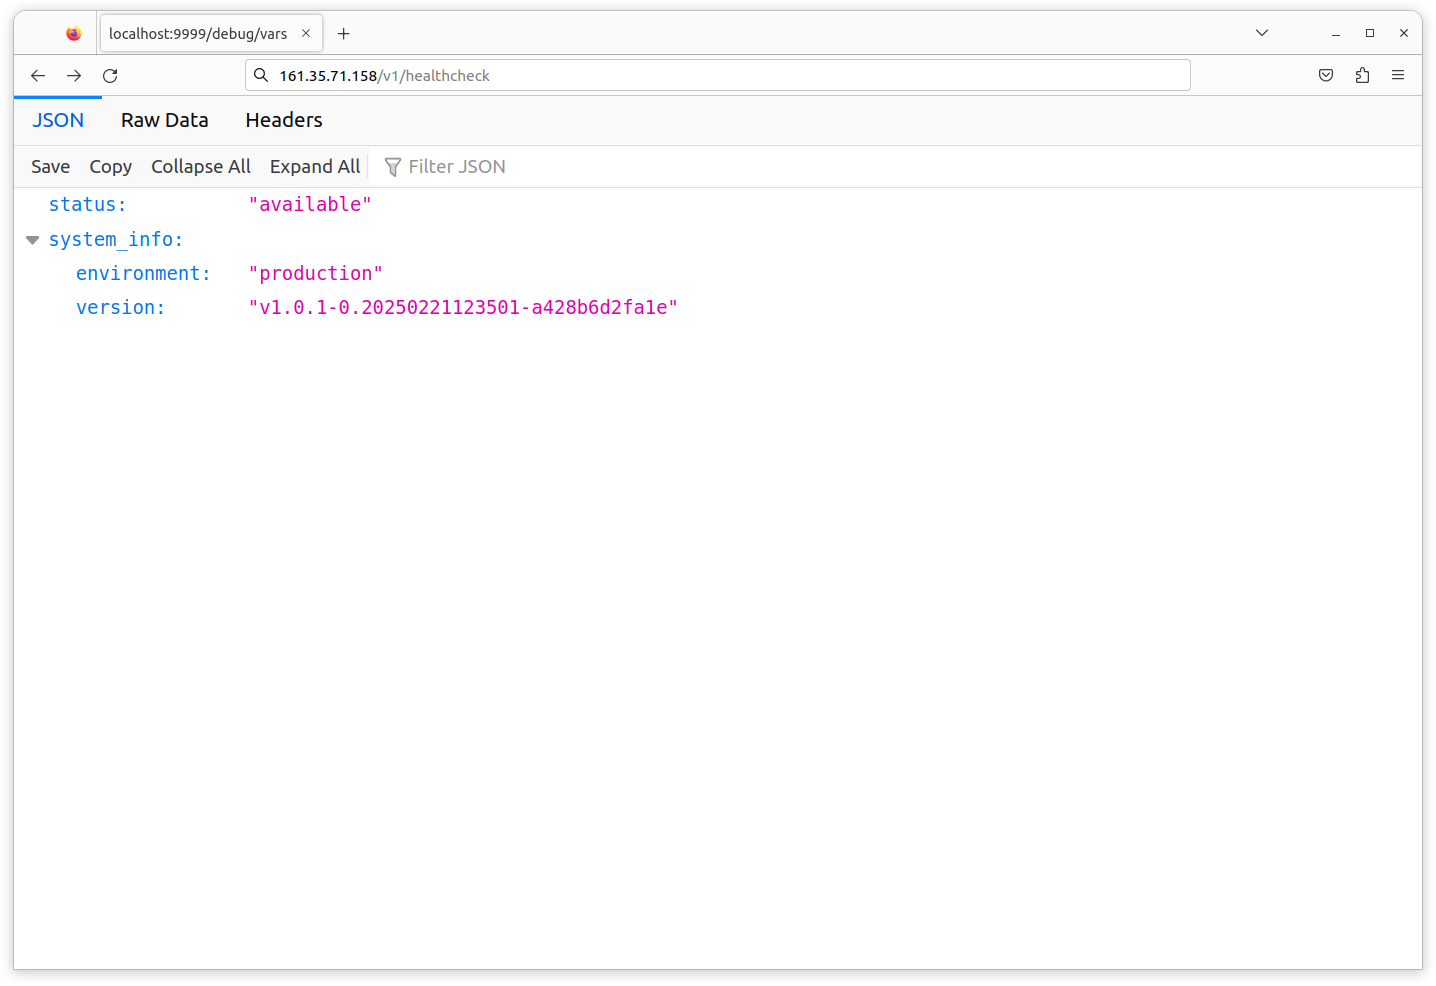 localhost:9999/debug/vars
161.35.71.158/v1/healthcheck
JSON Raw Data Headers
Save Copy Collapse All Expand All Filter JSON
status: "available"
system_info:
environment: "production"
version: "v1.0.1-0.20250221123501-a428b6d2fa1e"